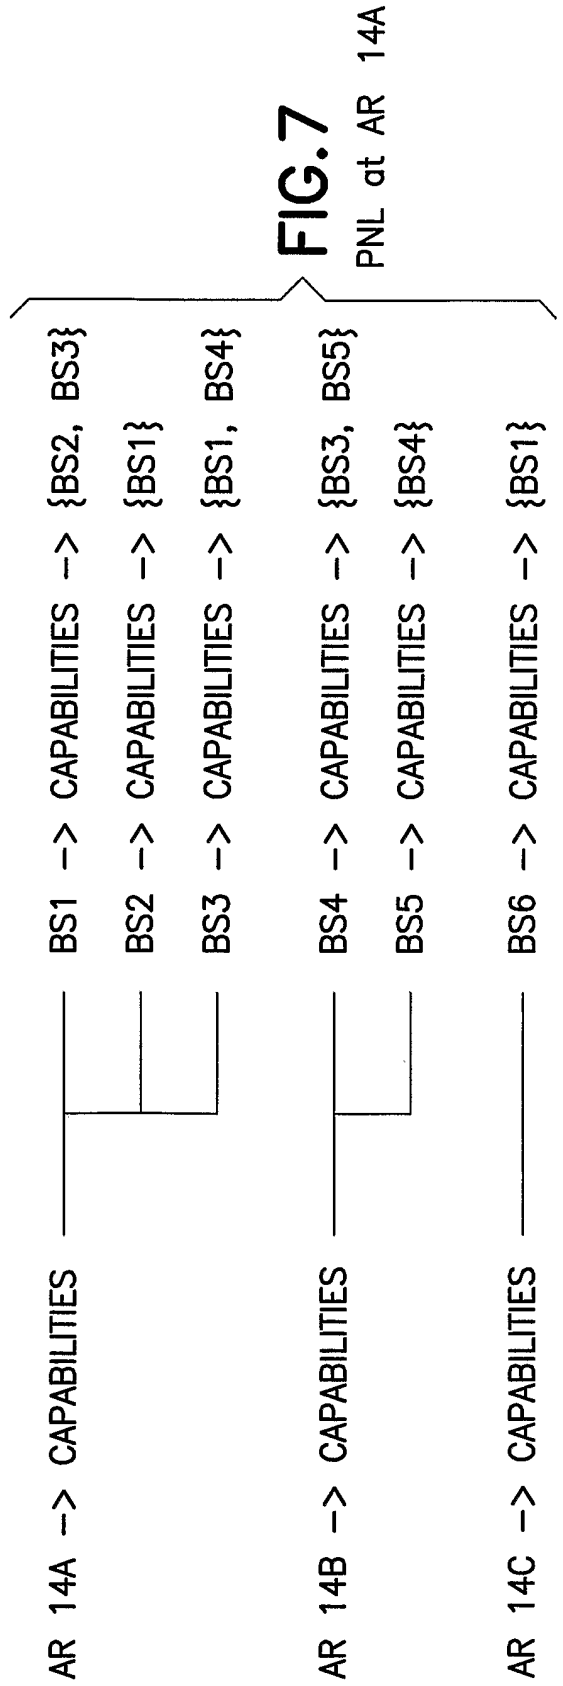 AR 14A -> CAPABILITIES BS1 -> CAPABILITIES -> {BS2, BS3}
BS2 -> CAPABILITIES -> {BS1}
BS3 -> CAPABILITIES -> {BS1, BS4}
AR 14B -> CAPABILITIES BS4 -> CAPABILITIES -> {BS3, BS5}
BS5 -> CAPABILITIES -> {BS4}
AR 14C -> CAPABILITIES BS6 -> CAPABILITIES -> {BS1}
FIG.7
PNL at AR 14A